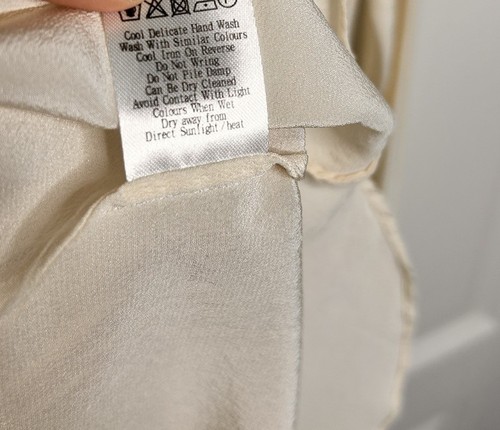 Cool Delicate Hand Wash
Wash With Similar Colours
Cool Iron On Reverse
Do Not Wring
Do Not Pile Damp
Can Be Dry Cleaned
Avoid Contact With Light
Colours When Wet
Dry away from
Direct Sunlight/heat